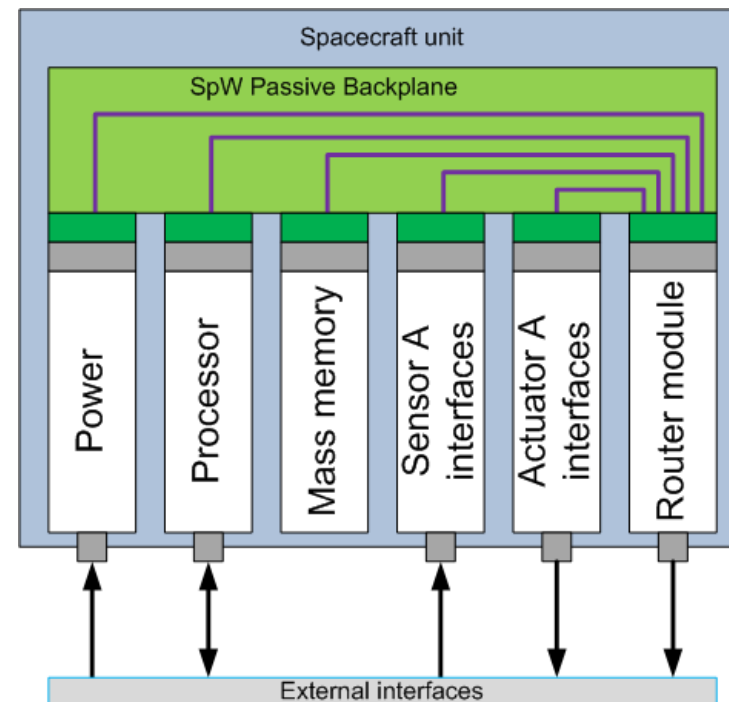 Spacecraft unit
SpW Passive Backplane
Power
Processor
Mass memory
Sensor A
interfaces
Actuator A
interfaces
Router module
External interfaces